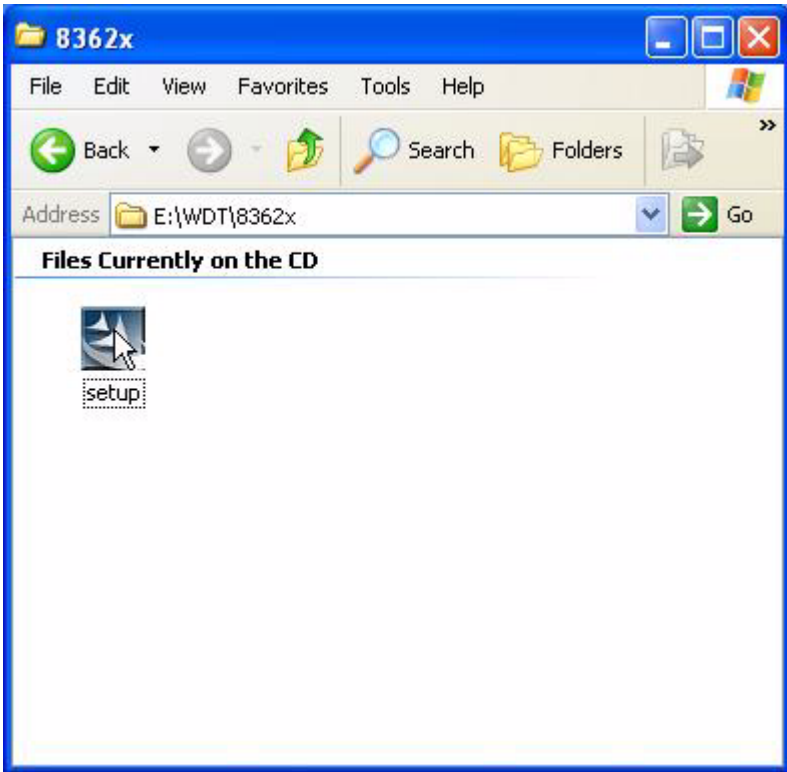 8362x
File Edit View Favorites Tools Help
Back Search Folders »
Address E:\WDT\8362x Go
Files Currently on the CD
setup